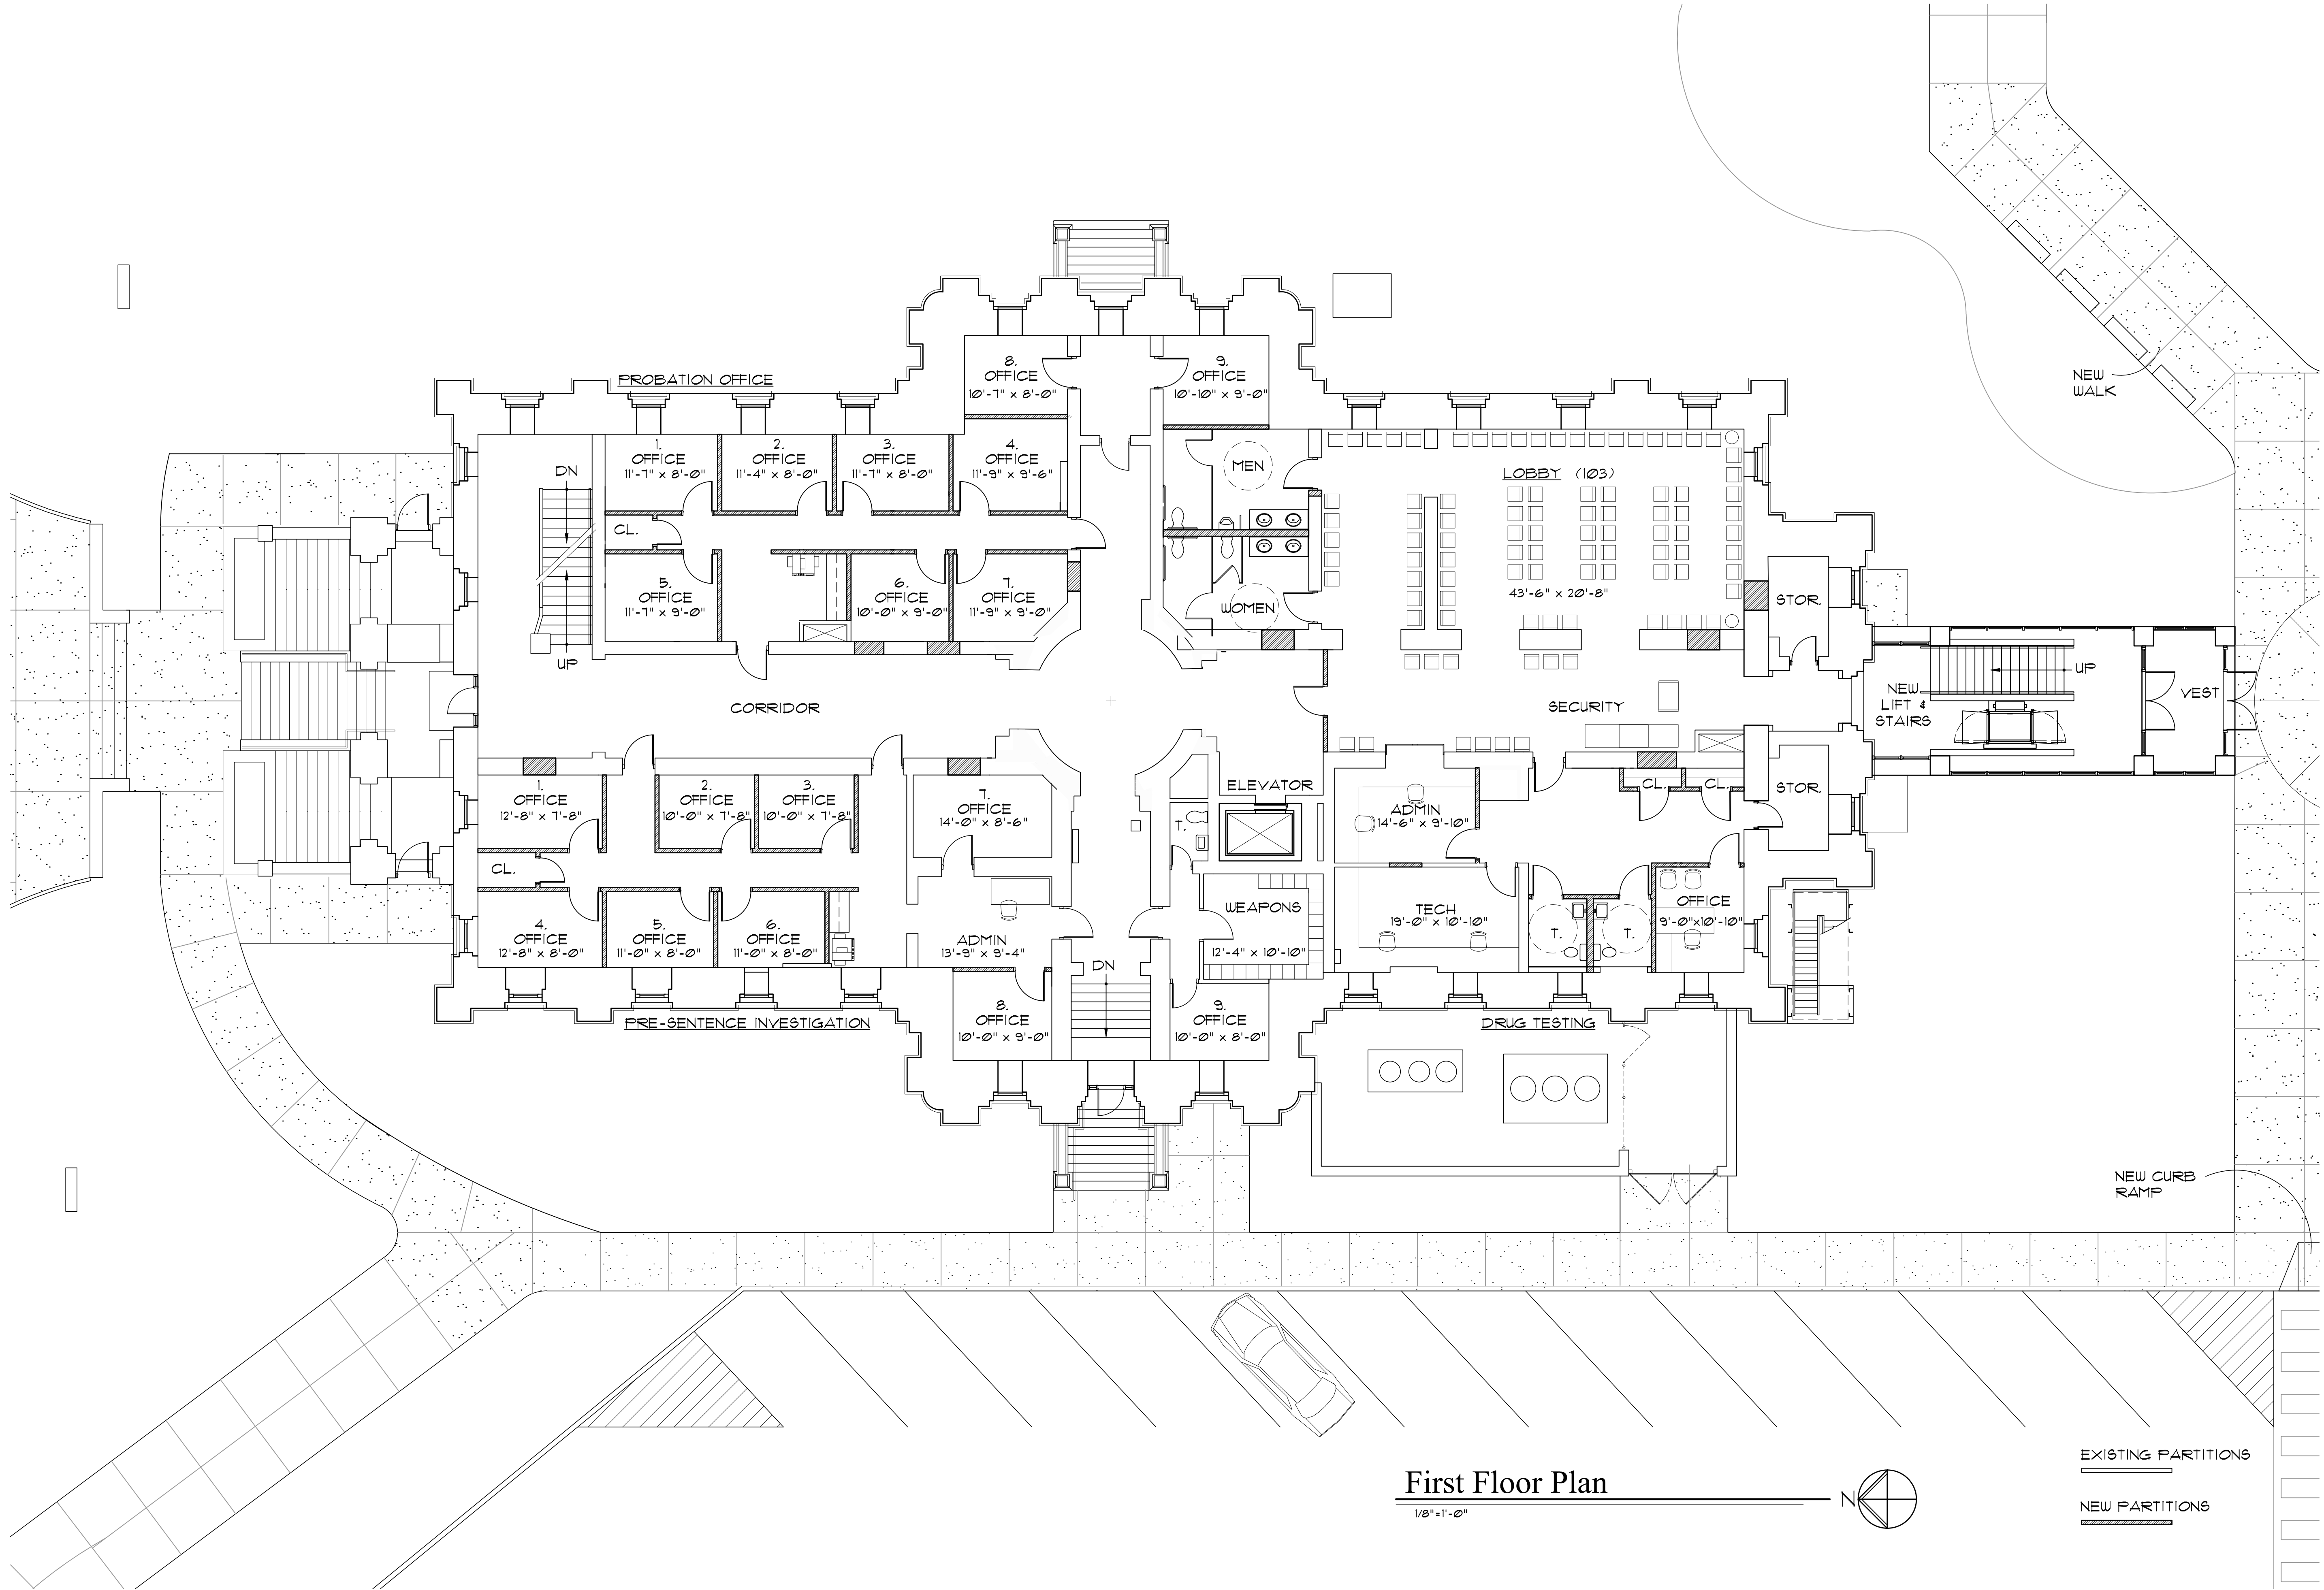 PROBATION OFFICE
8.
OFFICE
10'-7" x 8'-0"
9.
OFFICE
10'-10" x 9'-0"
NEW
WALK
DN
UP
1.
OFFICE
11'-7" x 8'-0"
2.
OFFICE
11'-4" x 8'-0"
3.
OFFICE
11'-7" x 8'-0"
4.
OFFICE
11'-9" x 9'-6"
CL.
5.
OFFICE
11'-7" x 9'-0"
6.
OFFICE
10'-0" x 9'-0"
7.
OFFICE
11'-9" x 9'-0"
MEN
WOMEN
LOBBY (103)
43'-6" x 20'-8"
STOR.
CORRIDOR
SECURITY
NEW
LIFT &
STAIRS
UP
VEST
1.
OFFICE
12'-8" x 7'-8"
2.
OFFICE
10'-0" x 7'-8"
3.
OFFICE
10'-0" x 7'-8"
7.
OFFICE
14'-0" x 8'-6"
CL.
4.
OFFICE
12'-8" x 8'-0"
5.
OFFICE
11'-0" x 8'-0"
6.
OFFICE
11'-0" x 8'-0"
ADMIN
13'-9" x 9'-4"
DN
8.
OFFICE
10'-0" x 9'-0"
9.
OFFICE
10'-0" x 8'-0"
ELEVATOR
T.
WEAPONS
12'-4" x 10'-10"
ADMIN
14'-6" x 9'-10"
CL.
CL.
STOR.
TECH
19'-0" x 10'-10"
T.
T.
OFFICE
9'-0"x10'-10"
PRE-SENTENCE INVESTIGATION
DRUG TESTING
NEW CURB
RAMP
First Floor Plan
1/8"=1'-0"
N
EXISTING PARTITIONS
NEW PARTITIONS